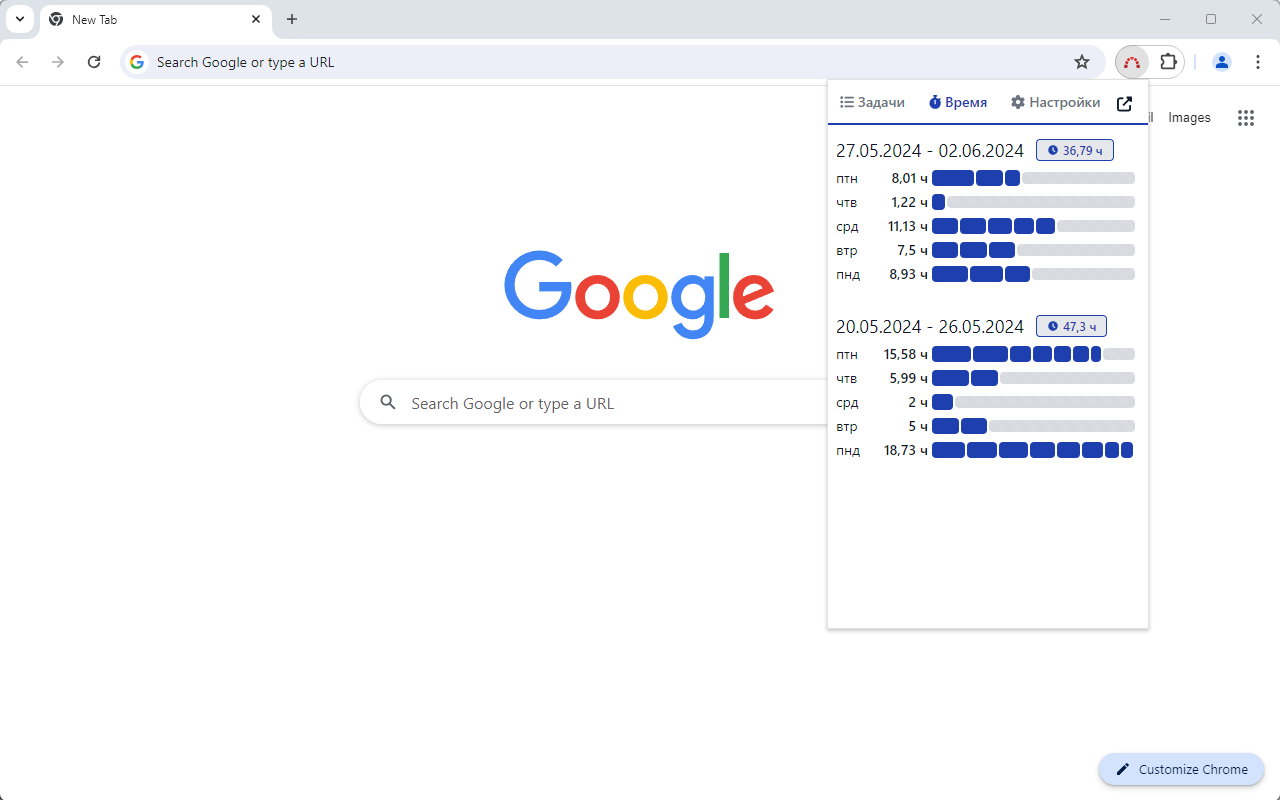 New Tab
Search Google or type a URL
Задачи Время Настройки
Images
27.05.2024 - 02.06.2024 36,79 ч
птн 8,01 ч
чтв 1,22 ч
срд 11,13 ч
втр 7,5 ч
пнд 8,93 ч
Google
20.05.2024 - 26.05.2024 47,3 ч
птн 15,58 ч
чтв 5,99 ч
срд 2 ч
втр 5 ч
пнд 18,73 ч
Search Google or type a URL
Customize Chrome